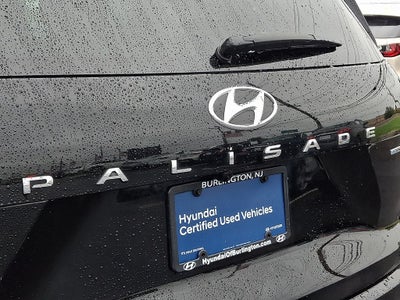 PALISADE
BURLINGTON, NJ
Hyundai
Certified Used Vehicles
HyundaiOfBurlington.com